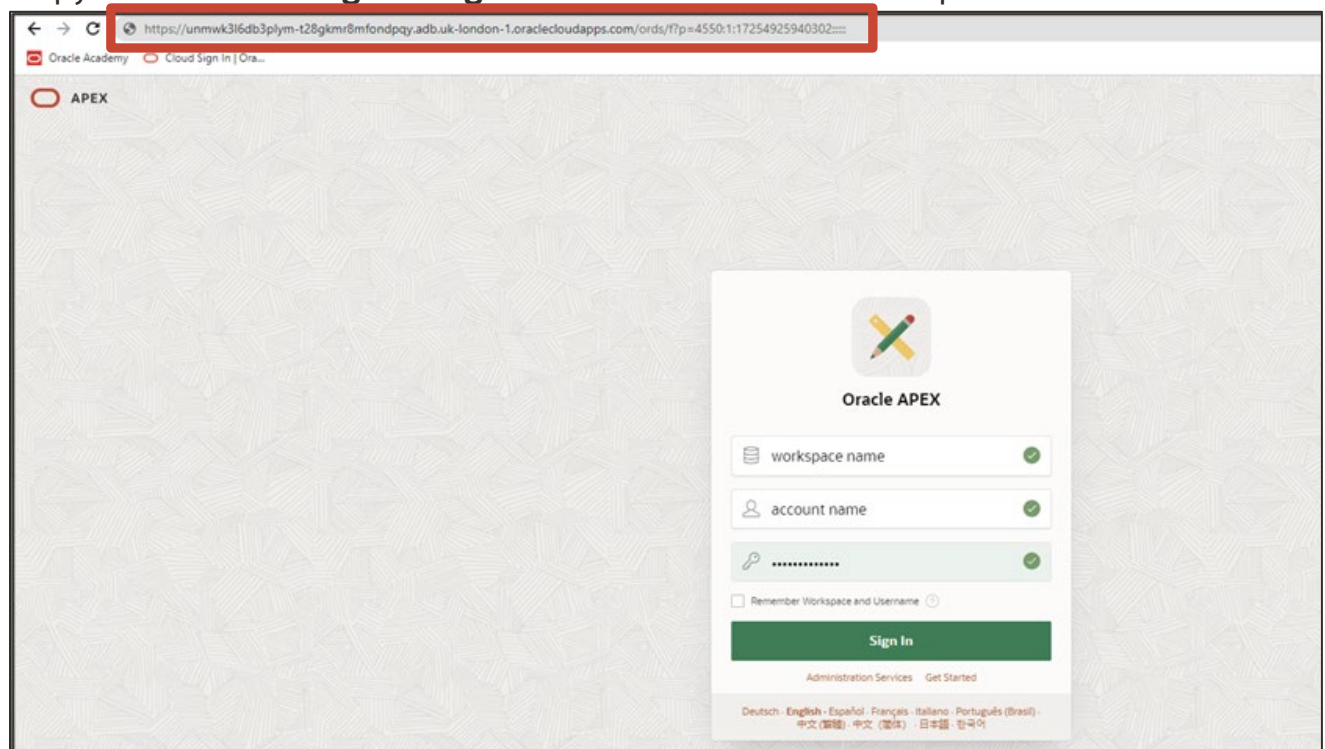 https://unmwk3l6db3plym-t28gkmr8mfondpqy.adb.uk-london-1.oraclecloudapps.com/ords/f?p=4550:1:17254925940302:::::
Oracle Academy Cloud Sign In | Ora...
APEX
Oracle APEX
workspace name
account name
•••••••••••••
Remember Workspace and Username ?
Sign In
Administration Services Get Started
Deutsch · English · Español · Français · Italiano · Português (Brasil) ·
中文 (繁體) · 中文 (简体) · 日本語 · 한국어